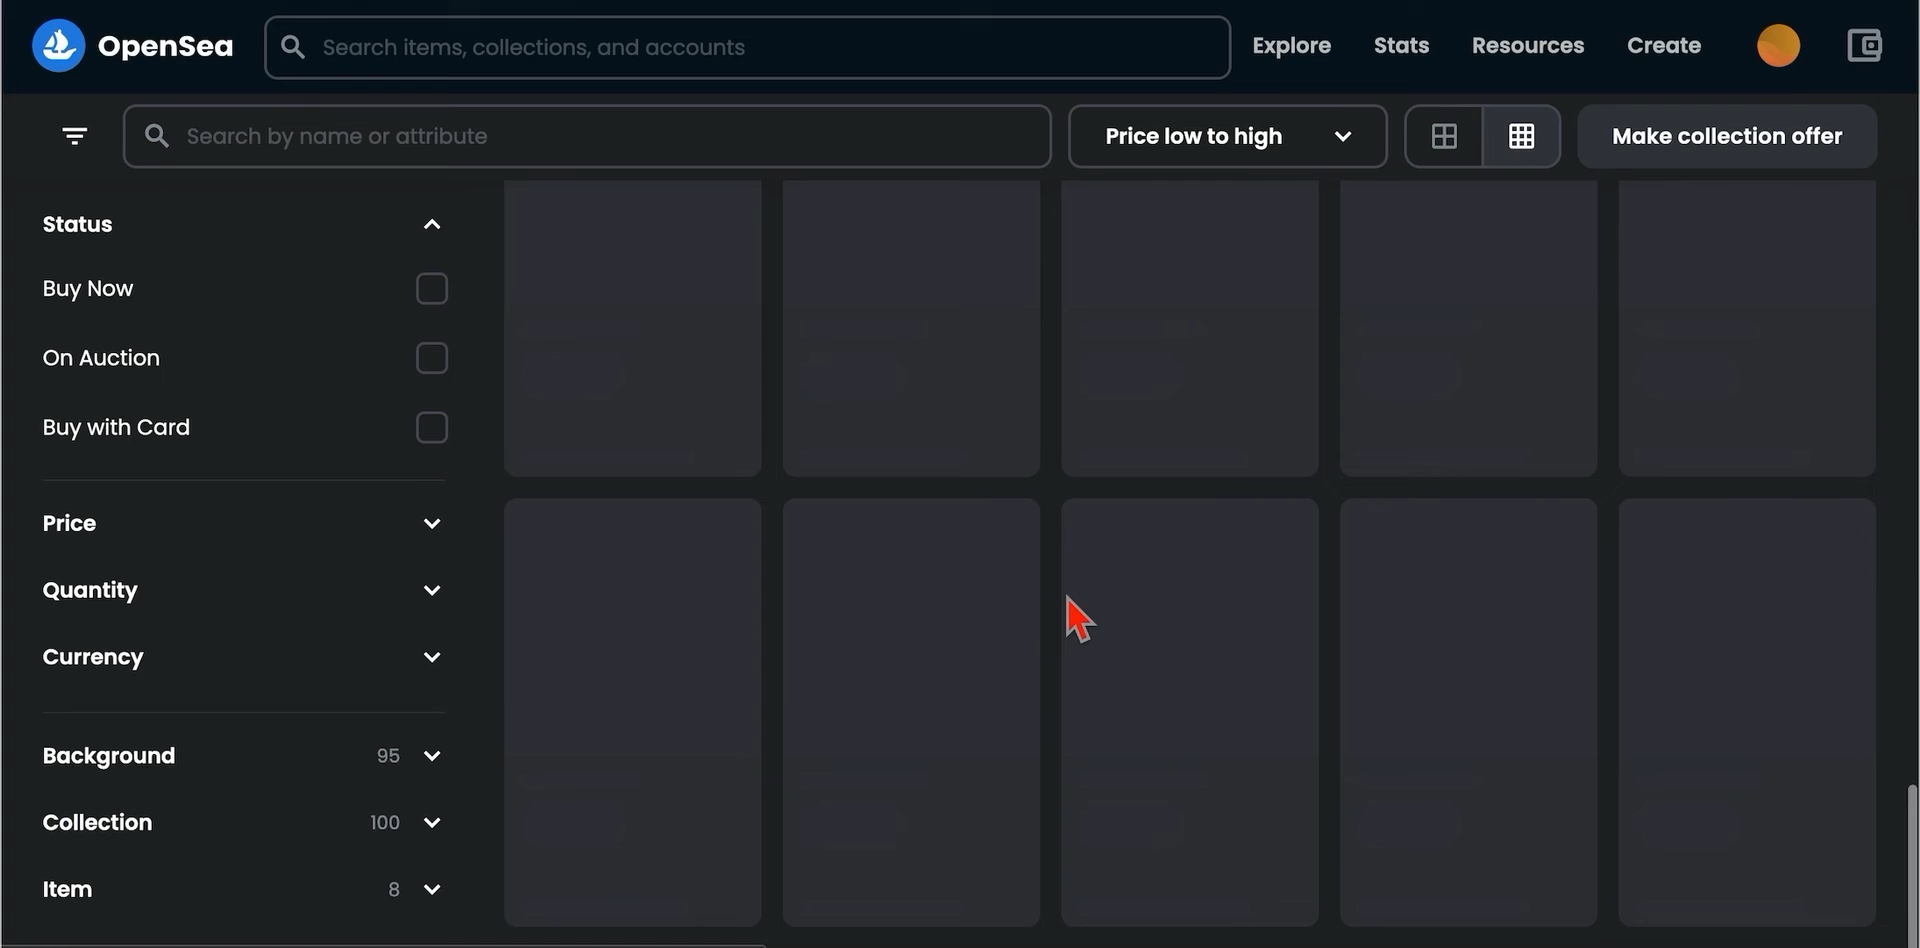 OpenSea
Search items, collections, and accounts
Explore
Stats
Resources
Create
Search by name or attribute
Price low to high
Make collection offer
Status
Buy Now
On Auction
Buy with Card
Price
Quantity
Currency
Background 95
Collection 100
Item 8